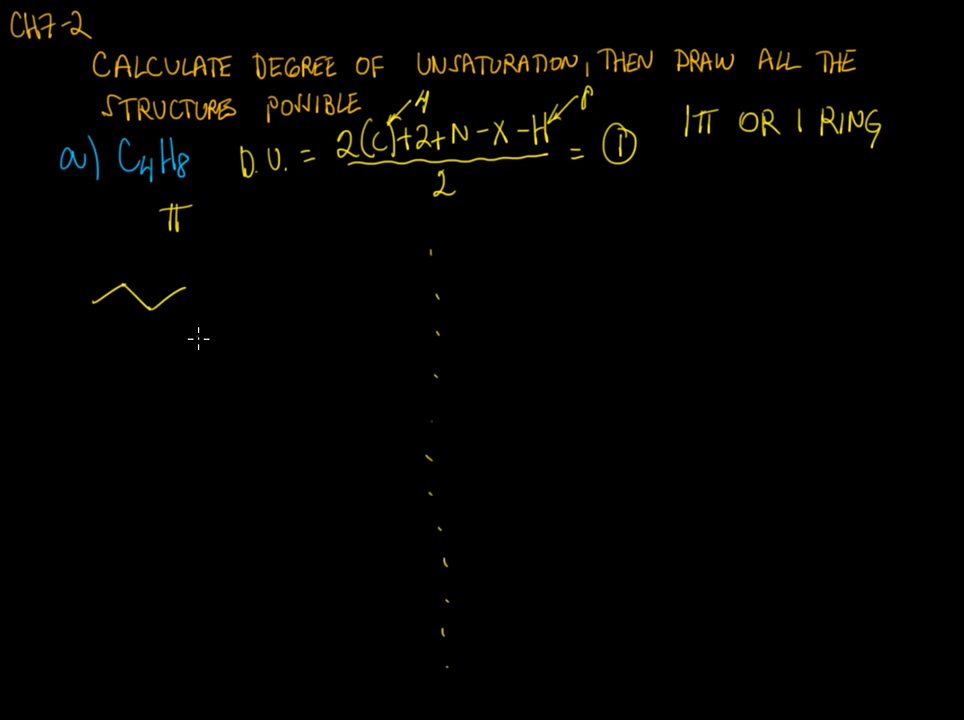 CH7-2
CALCULATE DEGREE OF UNSATURATION, THEN DRAW ALL THE
STRUCTURES POSSIBLE
a) C₄H₈ D.U. = (2(C)+2+N-X-H)/2 = 1 1π OR 1 RING
4 8
π